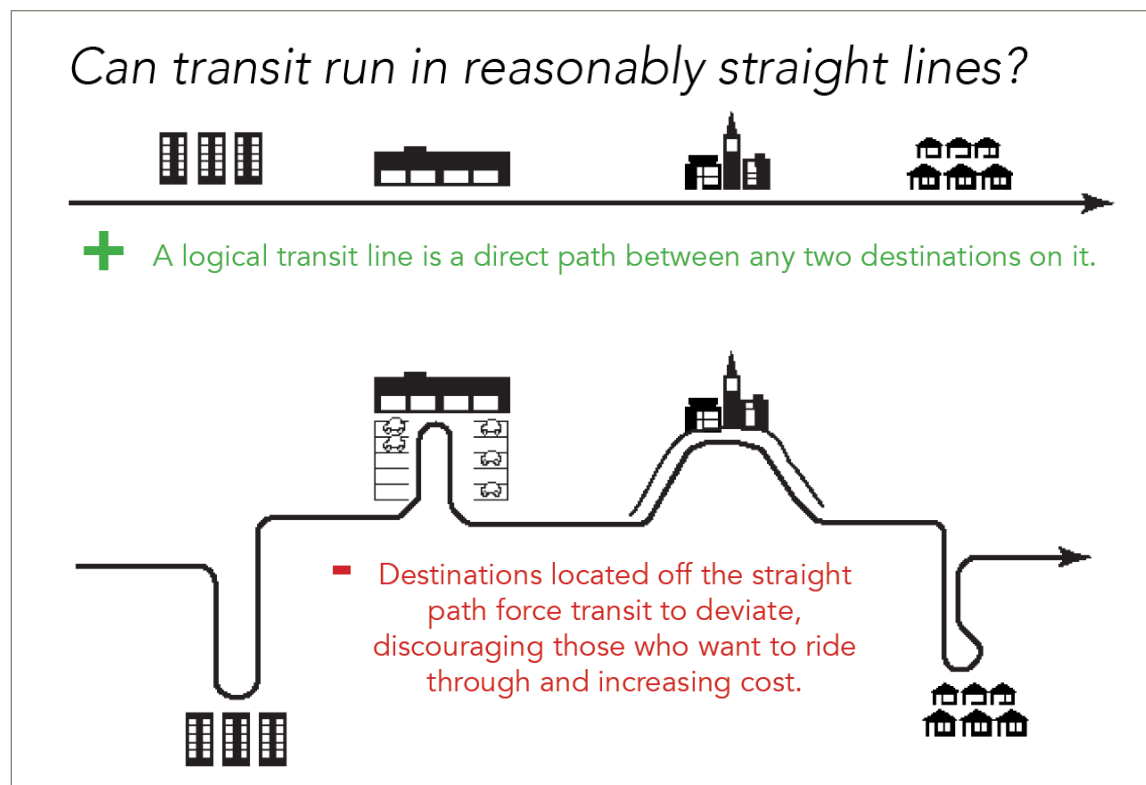 Can transit run in reasonably straight lines?
+ A logical transit line is a direct path between any two destinations on it.
- Destinations located off the straight
path force transit to deviate,
discouraging those who want to ride
through and increasing cost.